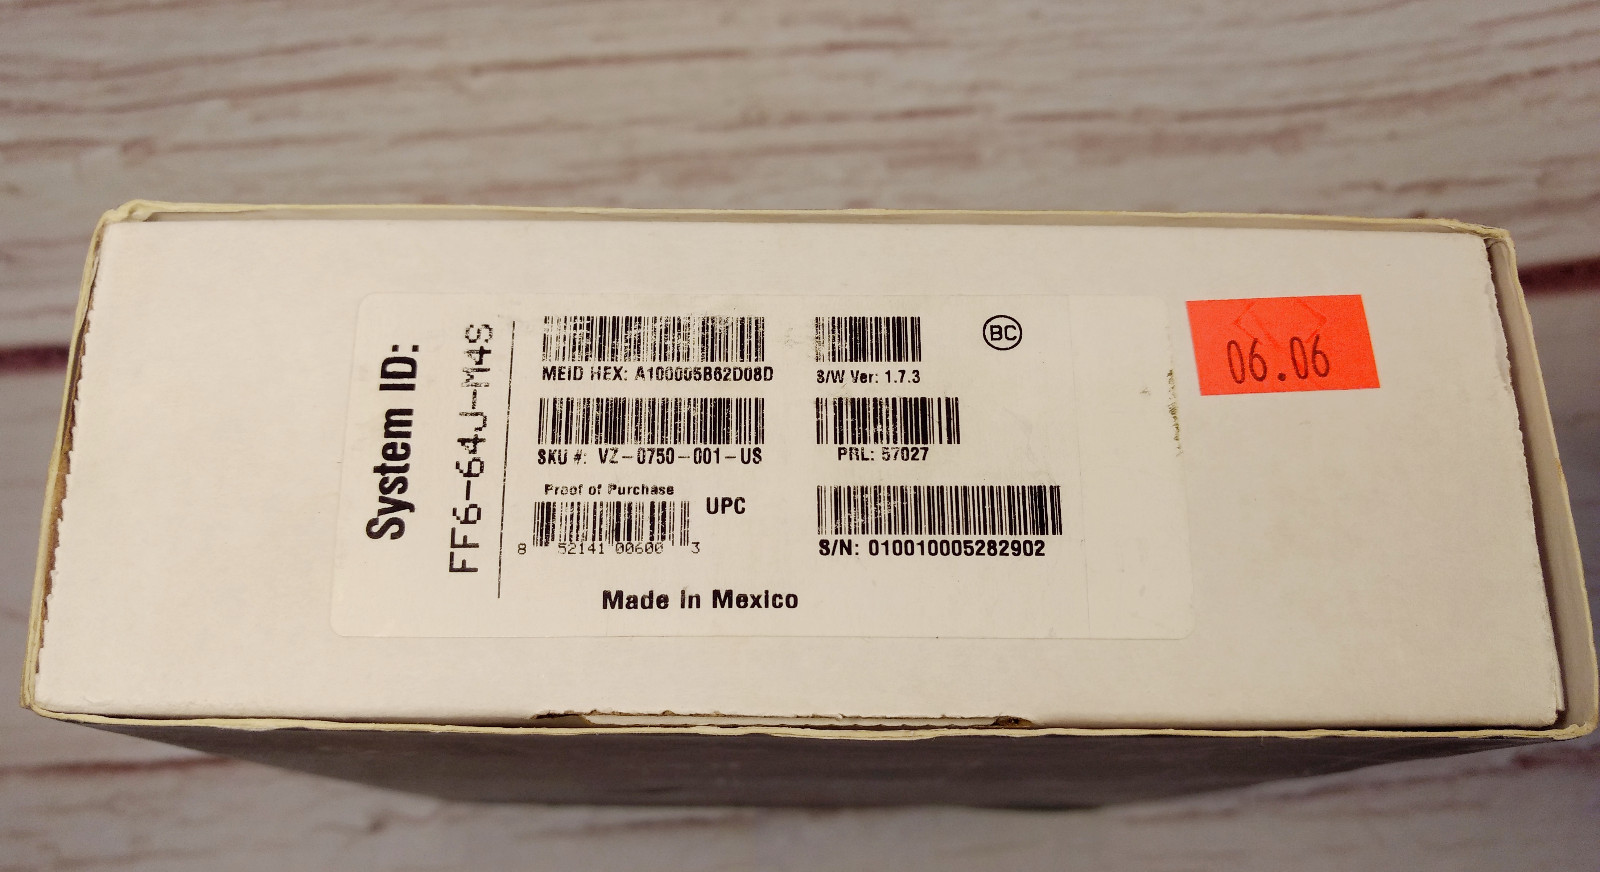 System ID:
FF6-64J-M4S
MEID HEX: A100005B62D08D
SKU #: VZ-0750-001-US
Proof of Purchase
UPC
8 52141 00600 3
Made In Mexico
S/W Ver: 1.7.3
PRL: 57027
S/N: 010010005282902
BC
06.06